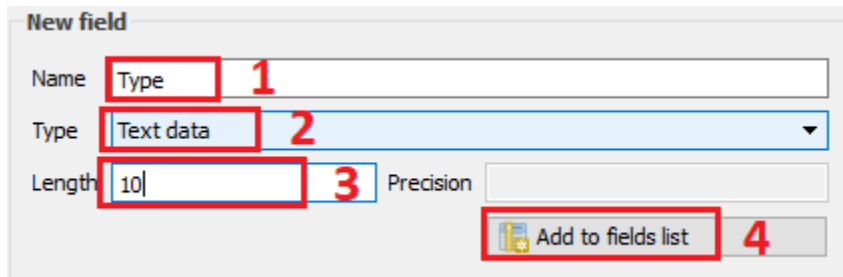 New field
Name Type 1
Type Text data 2
Length 10 3 Precision
Add to fields list 4